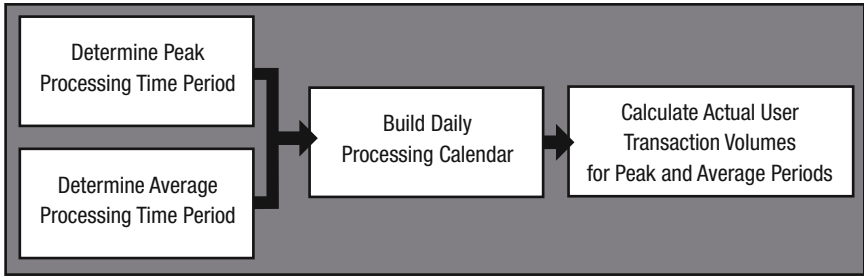 Determine Peak
Processing Time Period
Determine Average
Processing Time Period
Build Daily
Processing Calendar
Calculate Actual User
Transaction Volumes
for Peak and Average Periods